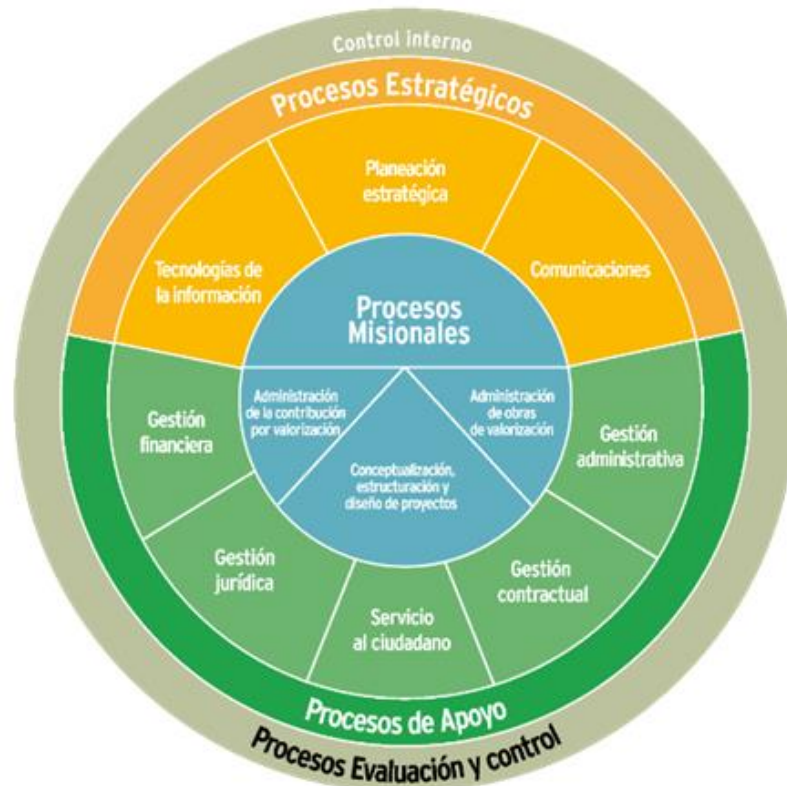 Control interno
Procesos Estratégicos
Planeación
estratégica
Tecnologías de
la información
Comunicaciones
Procesos
Misionales
Administración
de la contribución
por valorización
Administración
de obras
de valorización
Conceptualización,
estructuración y
diseño de proyectos
Gestión
financiera
Gestión
administrativa
Gestión
jurídica
Gestión
contractual
Servicio
al ciudadano
Procesos de Apoyo
Procesos Evaluación y control